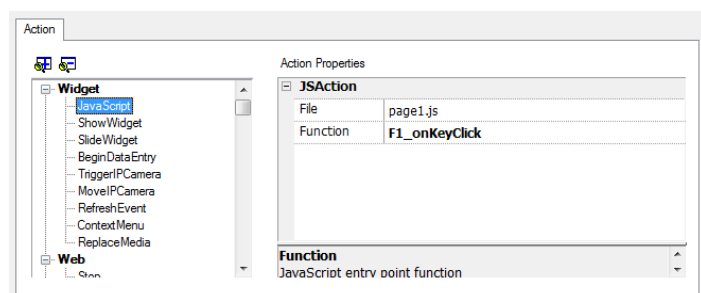 Action
Action Properties
Widget
JavaScript
ShowWidget
SlideWidget
BeginDataEntry
TriggerIPCamera
MoveIPCamera
RefreshEvent
ContextMenu
ReplaceMedia
Web
Stop
JSAction
File page1.js
Function F1_onKeyClick
Function
JavaScript entry point function